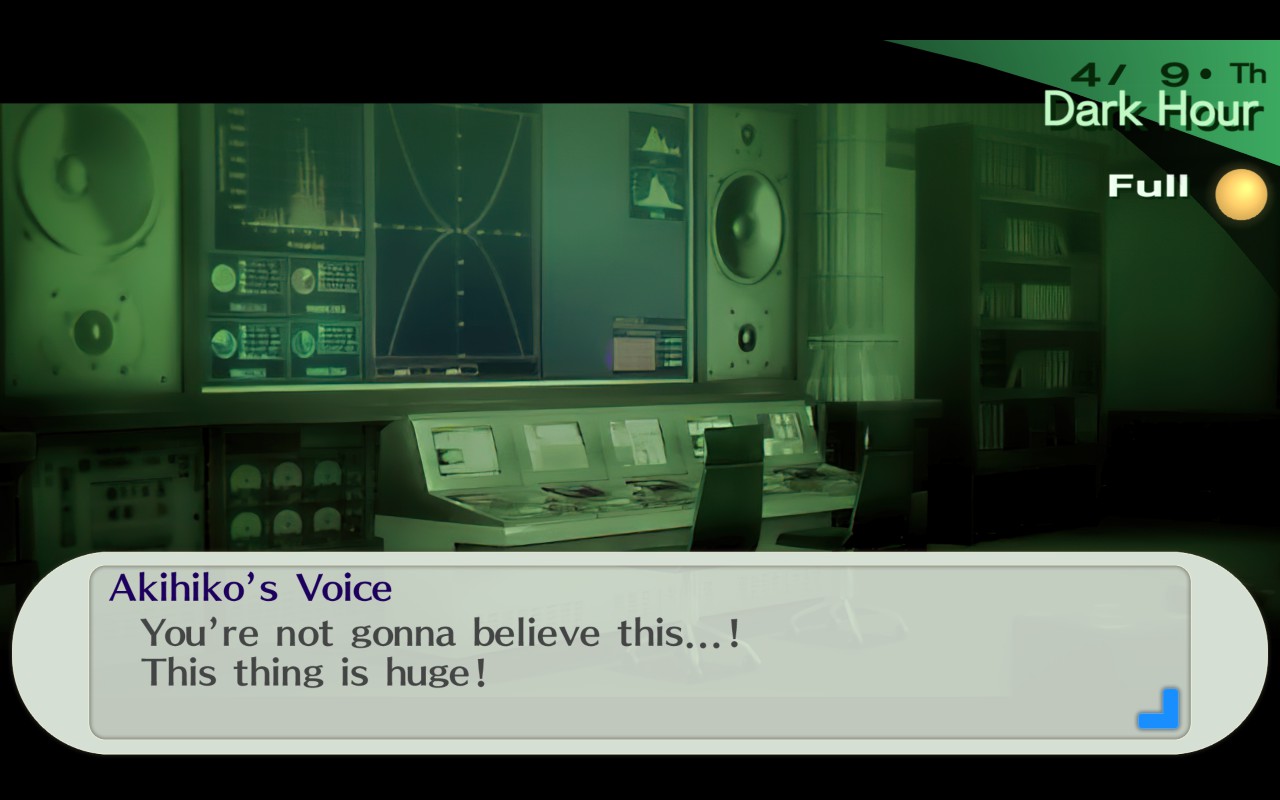 4/ 9• Th
Dark Hour
Full
Akihiko's Voice
You're not gonna believe this...!
This thing is huge!